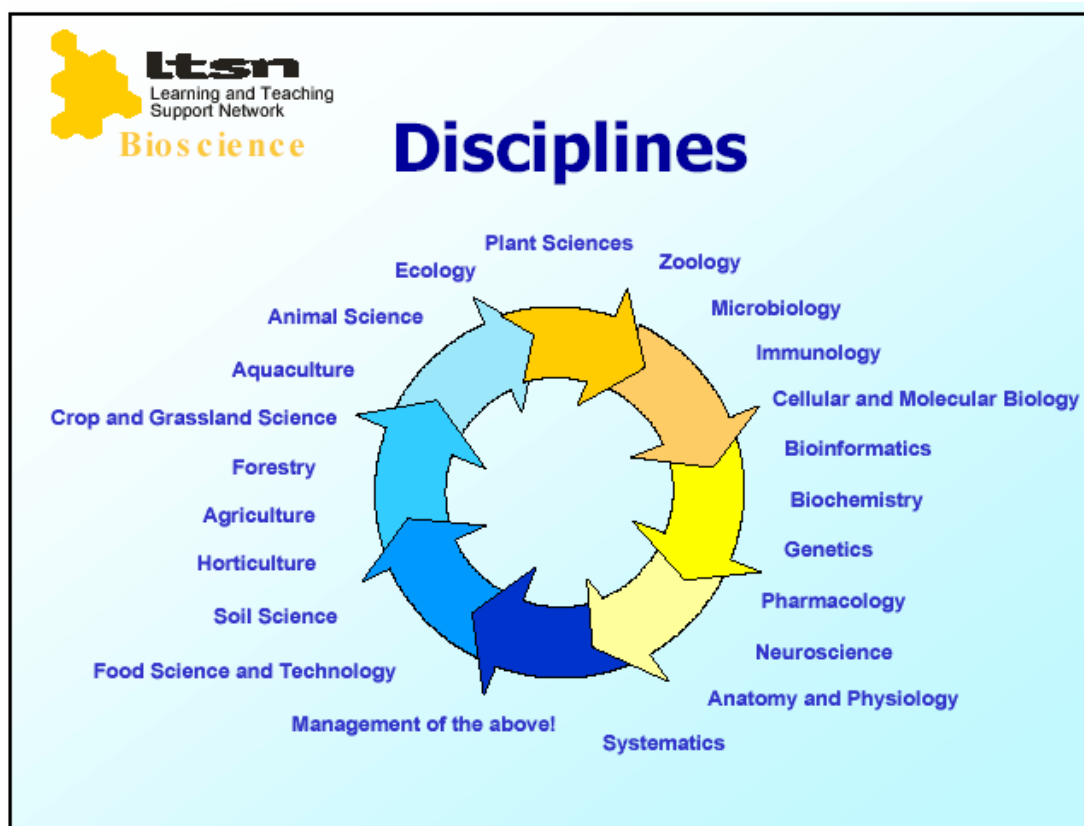 ltsn
Learning and Teaching
Support Network
Bioscience
Disciplines
Plant Sciences
Zoology
Microbiology
Immunology
Cellular and Molecular Biology
Bioinformatics
Biochemistry
Genetics
Pharmacology
Neuroscience
Anatomy and Physiology
Systematics
Management of the above!
Food Science and Technology
Soil Science
Horticulture
Agriculture
Forestry
Crop and Grassland Science
Aquaculture
Animal Science
Ecology